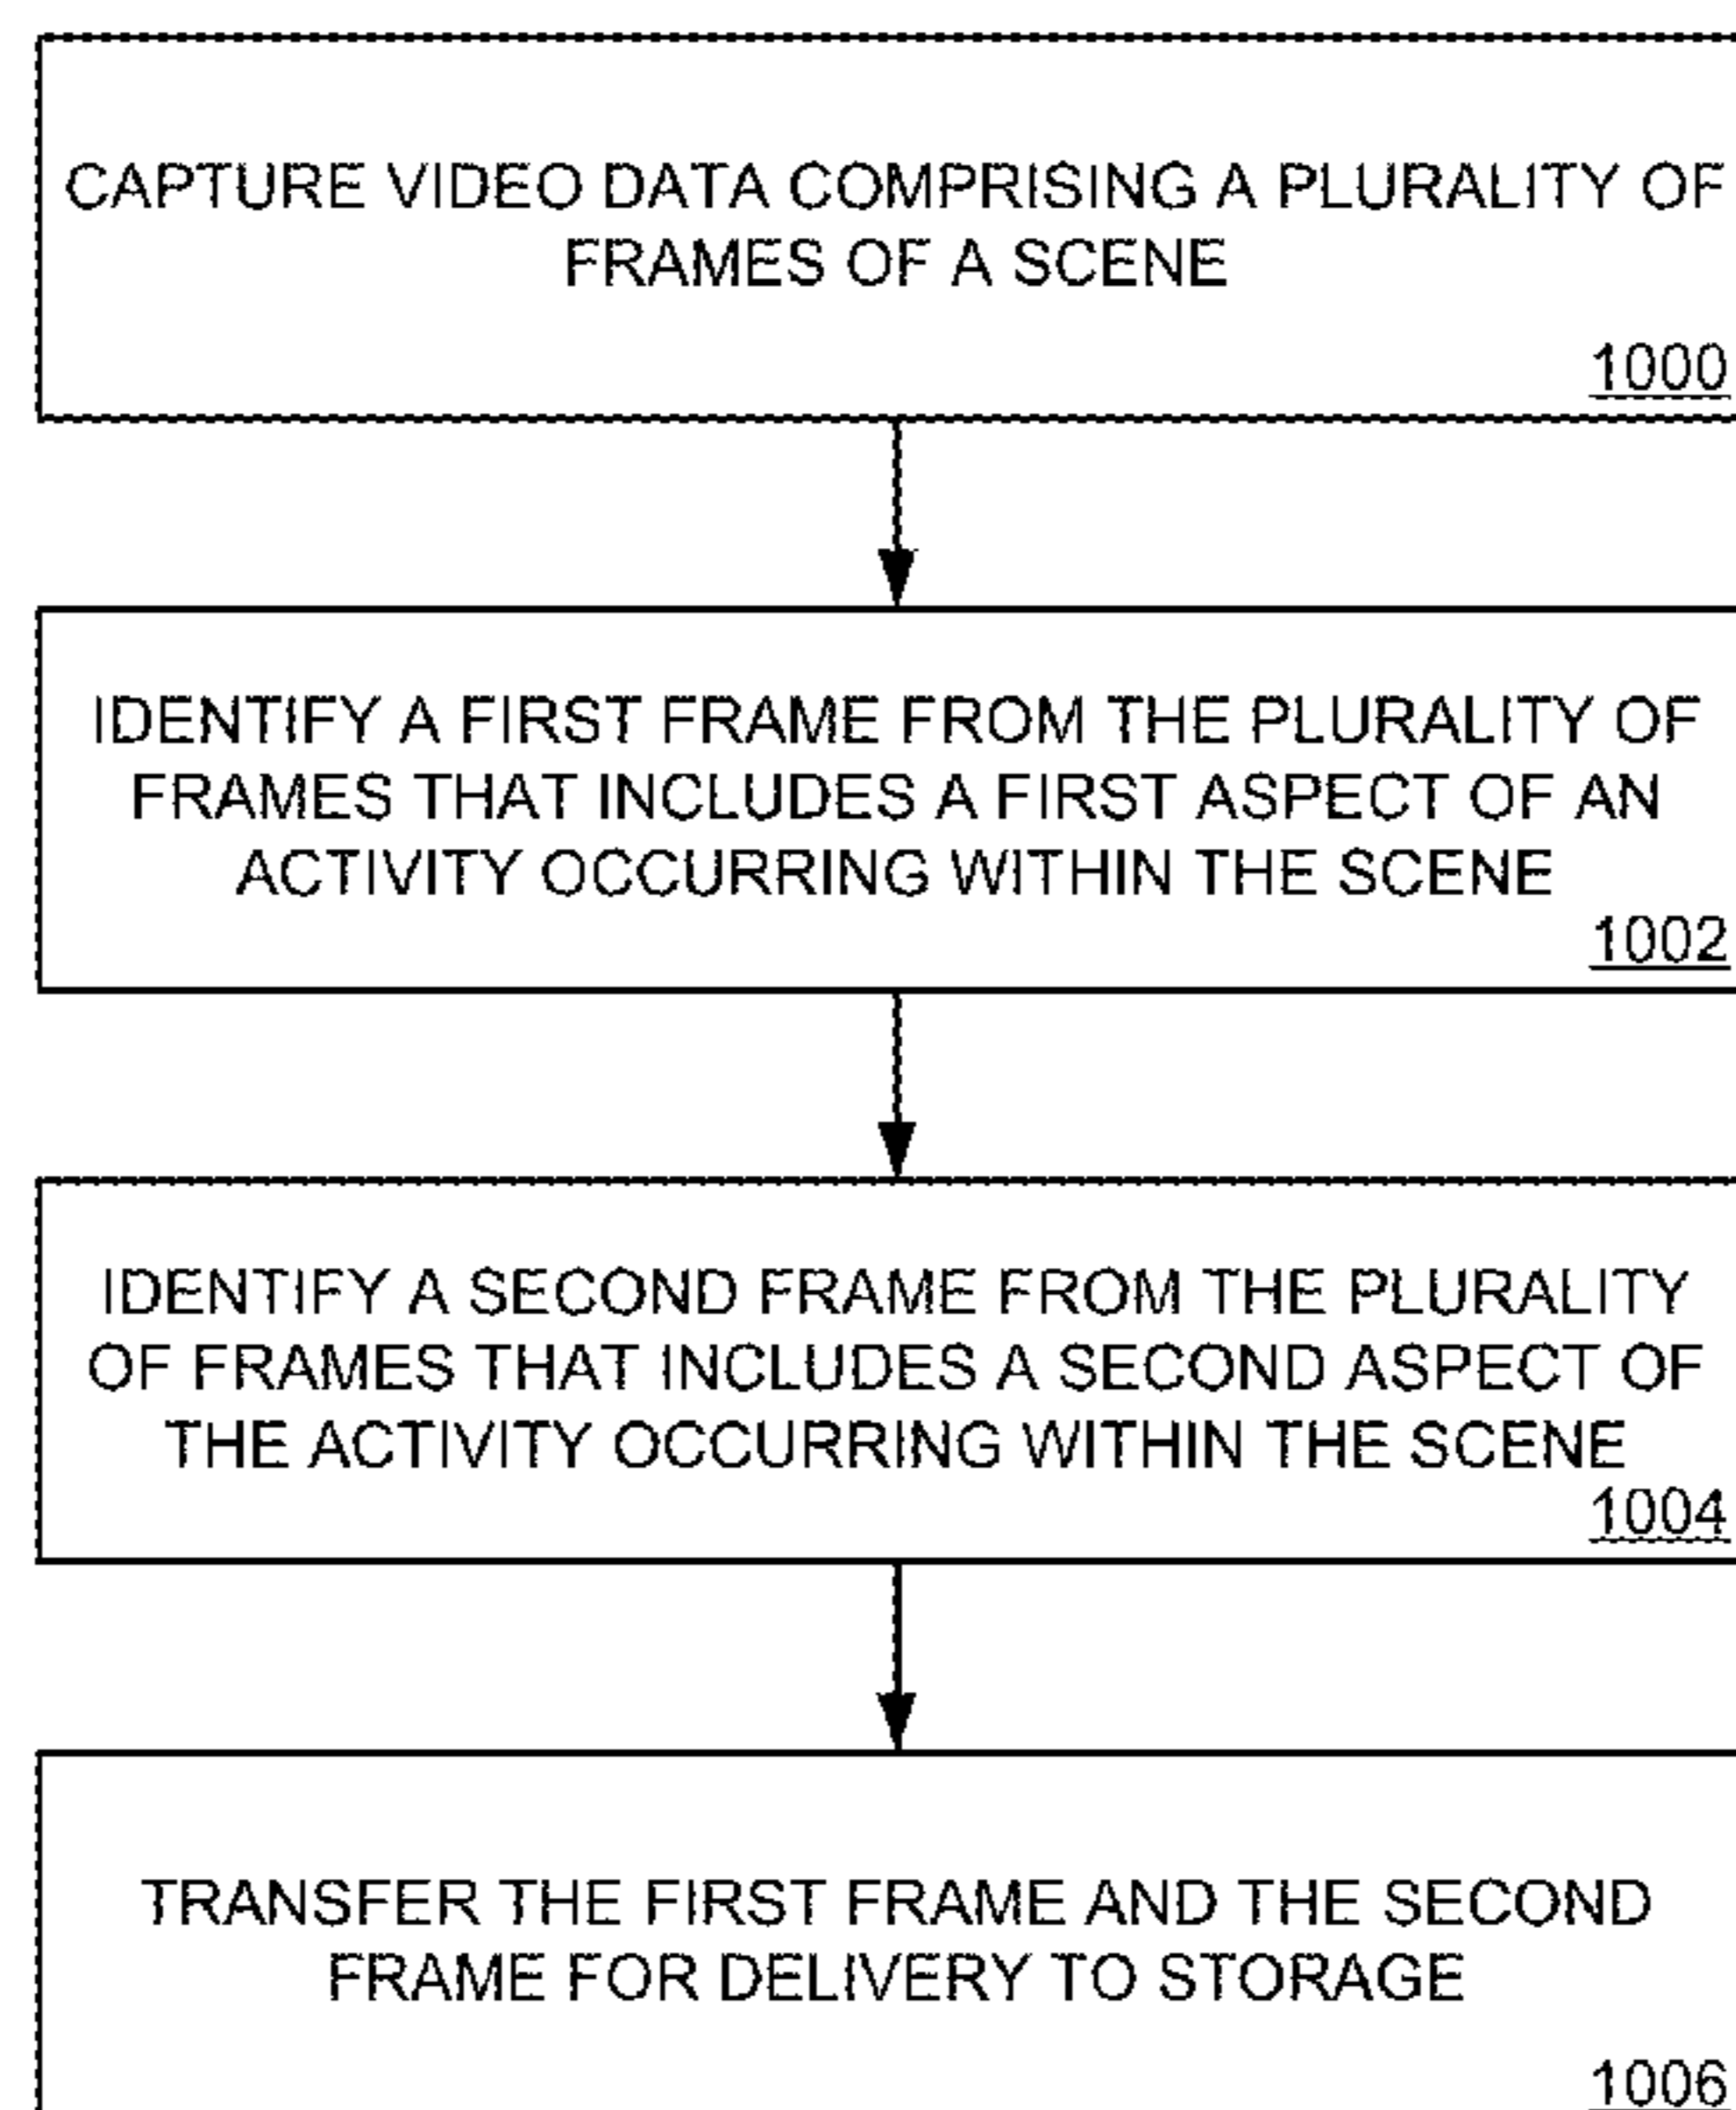 CAPTURE VIDEO DATA COMPRISING A PLURALITY OF
FRAMES OF A SCENE
1000
IDENTIFY A FIRST FRAME FROM THE PLURALITY OF
FRAMES THAT INCLUDES A FIRST ASPECT OF AN
ACTIVITY OCCURRING WITHIN THE SCENE
1002
IDENTIFY A SECOND FRAME FROM THE PLURALITY
OF FRAMES THAT INCLUDES A SECOND ASPECT OF
THE ACTIVITY OCCURRING WITHIN THE SCENE
1004
TRANSFER THE FIRST FRAME AND THE SECOND
FRAME FOR DELIVERY TO STORAGE
1006